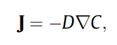 𝐉 = −D∇C,